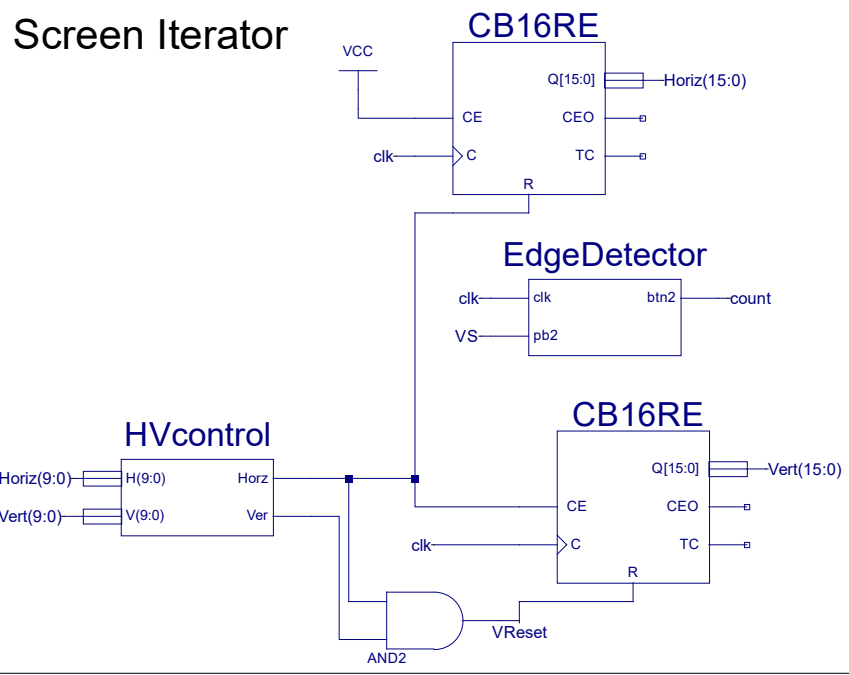 Screen Iterator
CB16RE
VCC
Q[15:0]
Horiz(15:0)
CE
CEO
clk
C
TC
R
EdgeDetector
clk
clk
btn2
count
VS
pb2
CB16RE
HVcontrol
Q[15:0]
Vert(15:0)
Horiz(9:0)
H(9:0)
Horz
Vert(9:0)
V(9:0)
Ver
CE
CEO
clk
C
TC
R
VReset
AND2